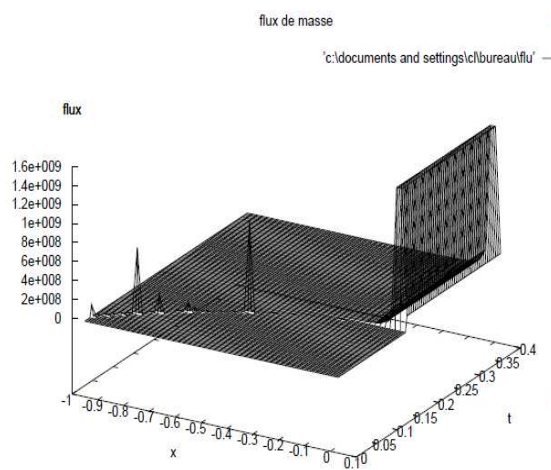 flux de masse
'c:\documents and settings\cl\bureau\flu'
flux
1.6e+009
1.4e+009
1.2e+009
1e+009
8e+008
6e+008
4e+008
2e+008
0
-1
-0.9
-0.8
-0.7
-0.6
-0.5
-0.4
-0.3
-0.2
-0.1
0
0.1
x
0
0.05
0.1
0.15
0.2
0.25
0.3
0.35
0.4
t